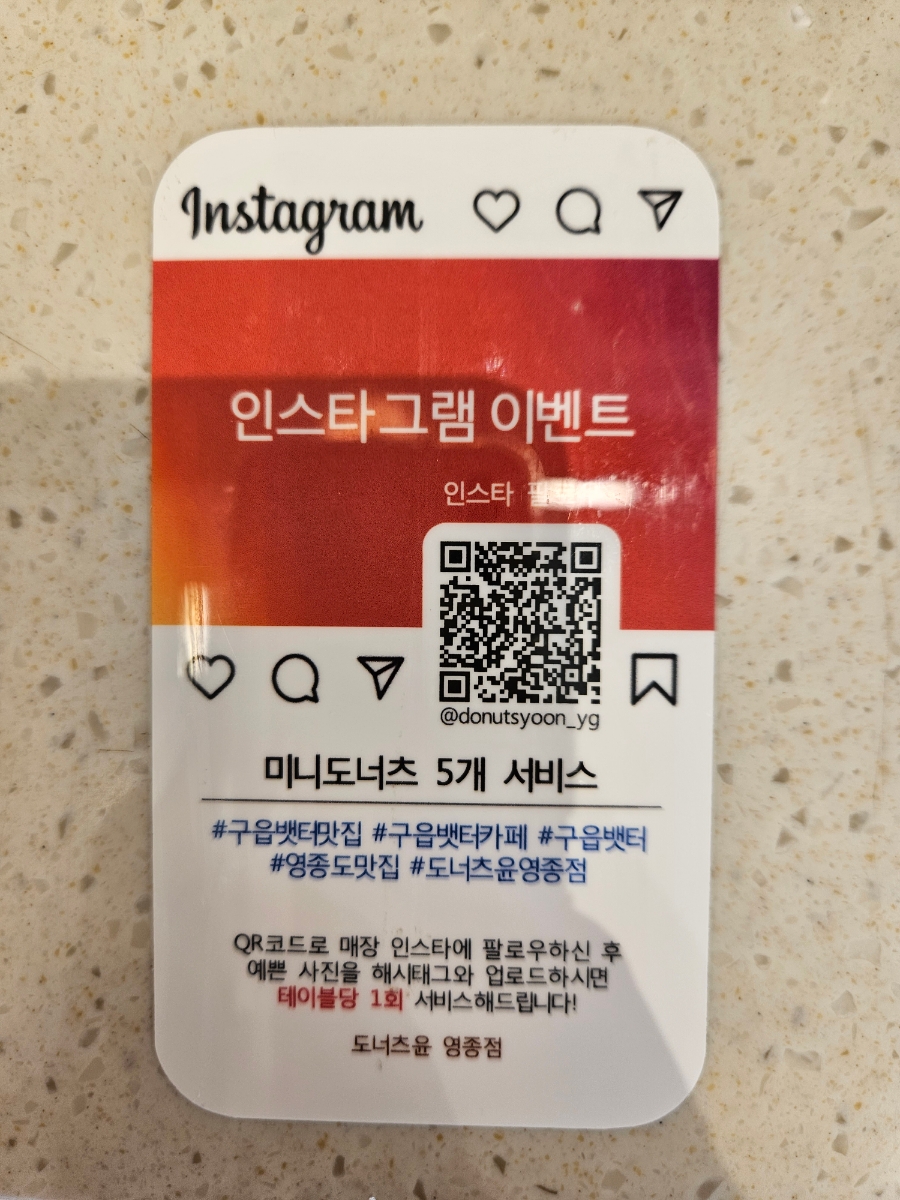 Instagram
인스타그램 이벤트
인스타
@donutsyoon_yg
미니도너츠 5개 서비스
#구읍뱃터맛집 #구읍뱃터카페 #구읍뱃터
#영종도맛집 #도너츠윤영종점
QR코드로 매장 인스타에 팔로우하신 후
예쁜 사진을 해시태그와 업로드하시면
테이블당 1회 서비스해드립니다!
도너츠윤 영종점